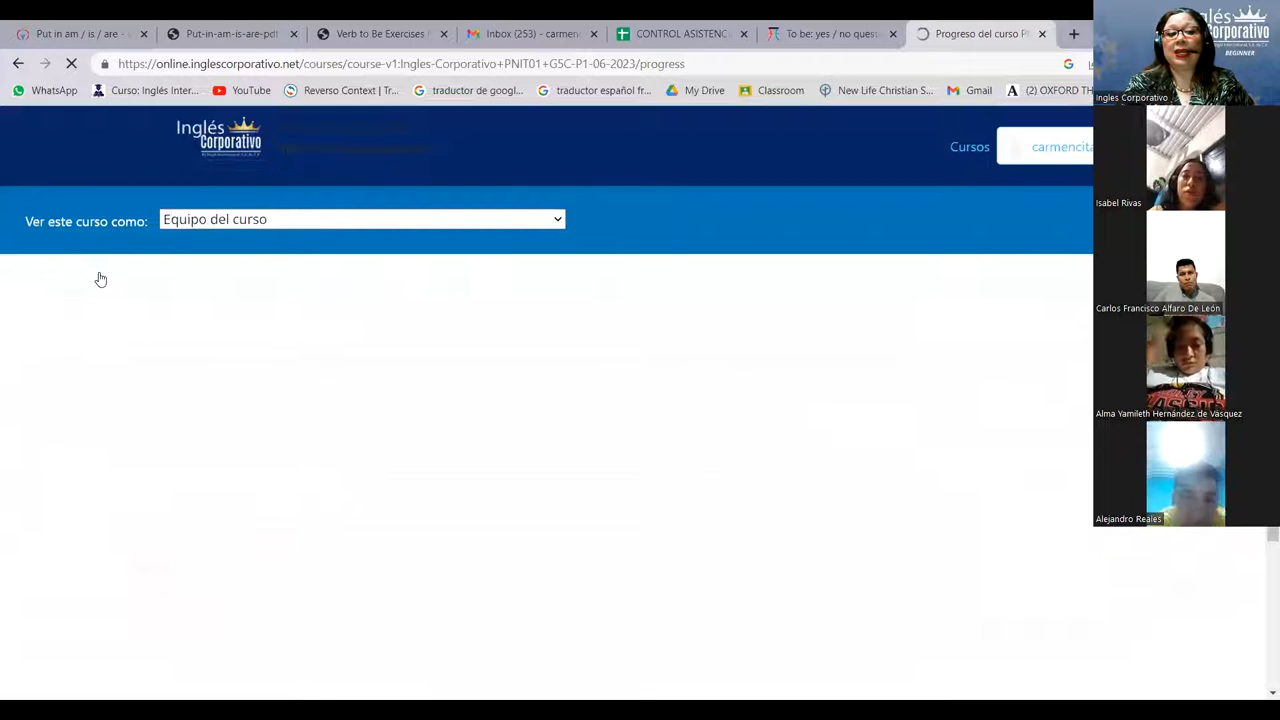 Put in am / is / are - 
Put-in-am-is-are-pdf
Verb to Be Exercises
Inbox (253) - carmene
CONTROL ASISTENC
To be: yes / no quest
Progreso del curso P
https://online.inglescorporativo.net/courses/course-v1:Ingles-Corporativo+PNIT01+G5C-P1-06-2023/progress
WhatsApp
Curso: Inglés Inter...
YouTube
Reverso Context | Tr...
traductor de googl...
traductor español fr...
My Drive
Classroom
New Life Christian S...
Gmail
(2) OXFORD TH
Inglés
Corporativo
Cursos
carmencita
Ver este curso como:
Equipo del curso
glés
orporativo
BEGINNER
Ingles Corporativo
Isabel Rivas
Carlos Francisco Alfaro De León
Alma Yamileth Hernández de Vásquez
Alejandro Reales